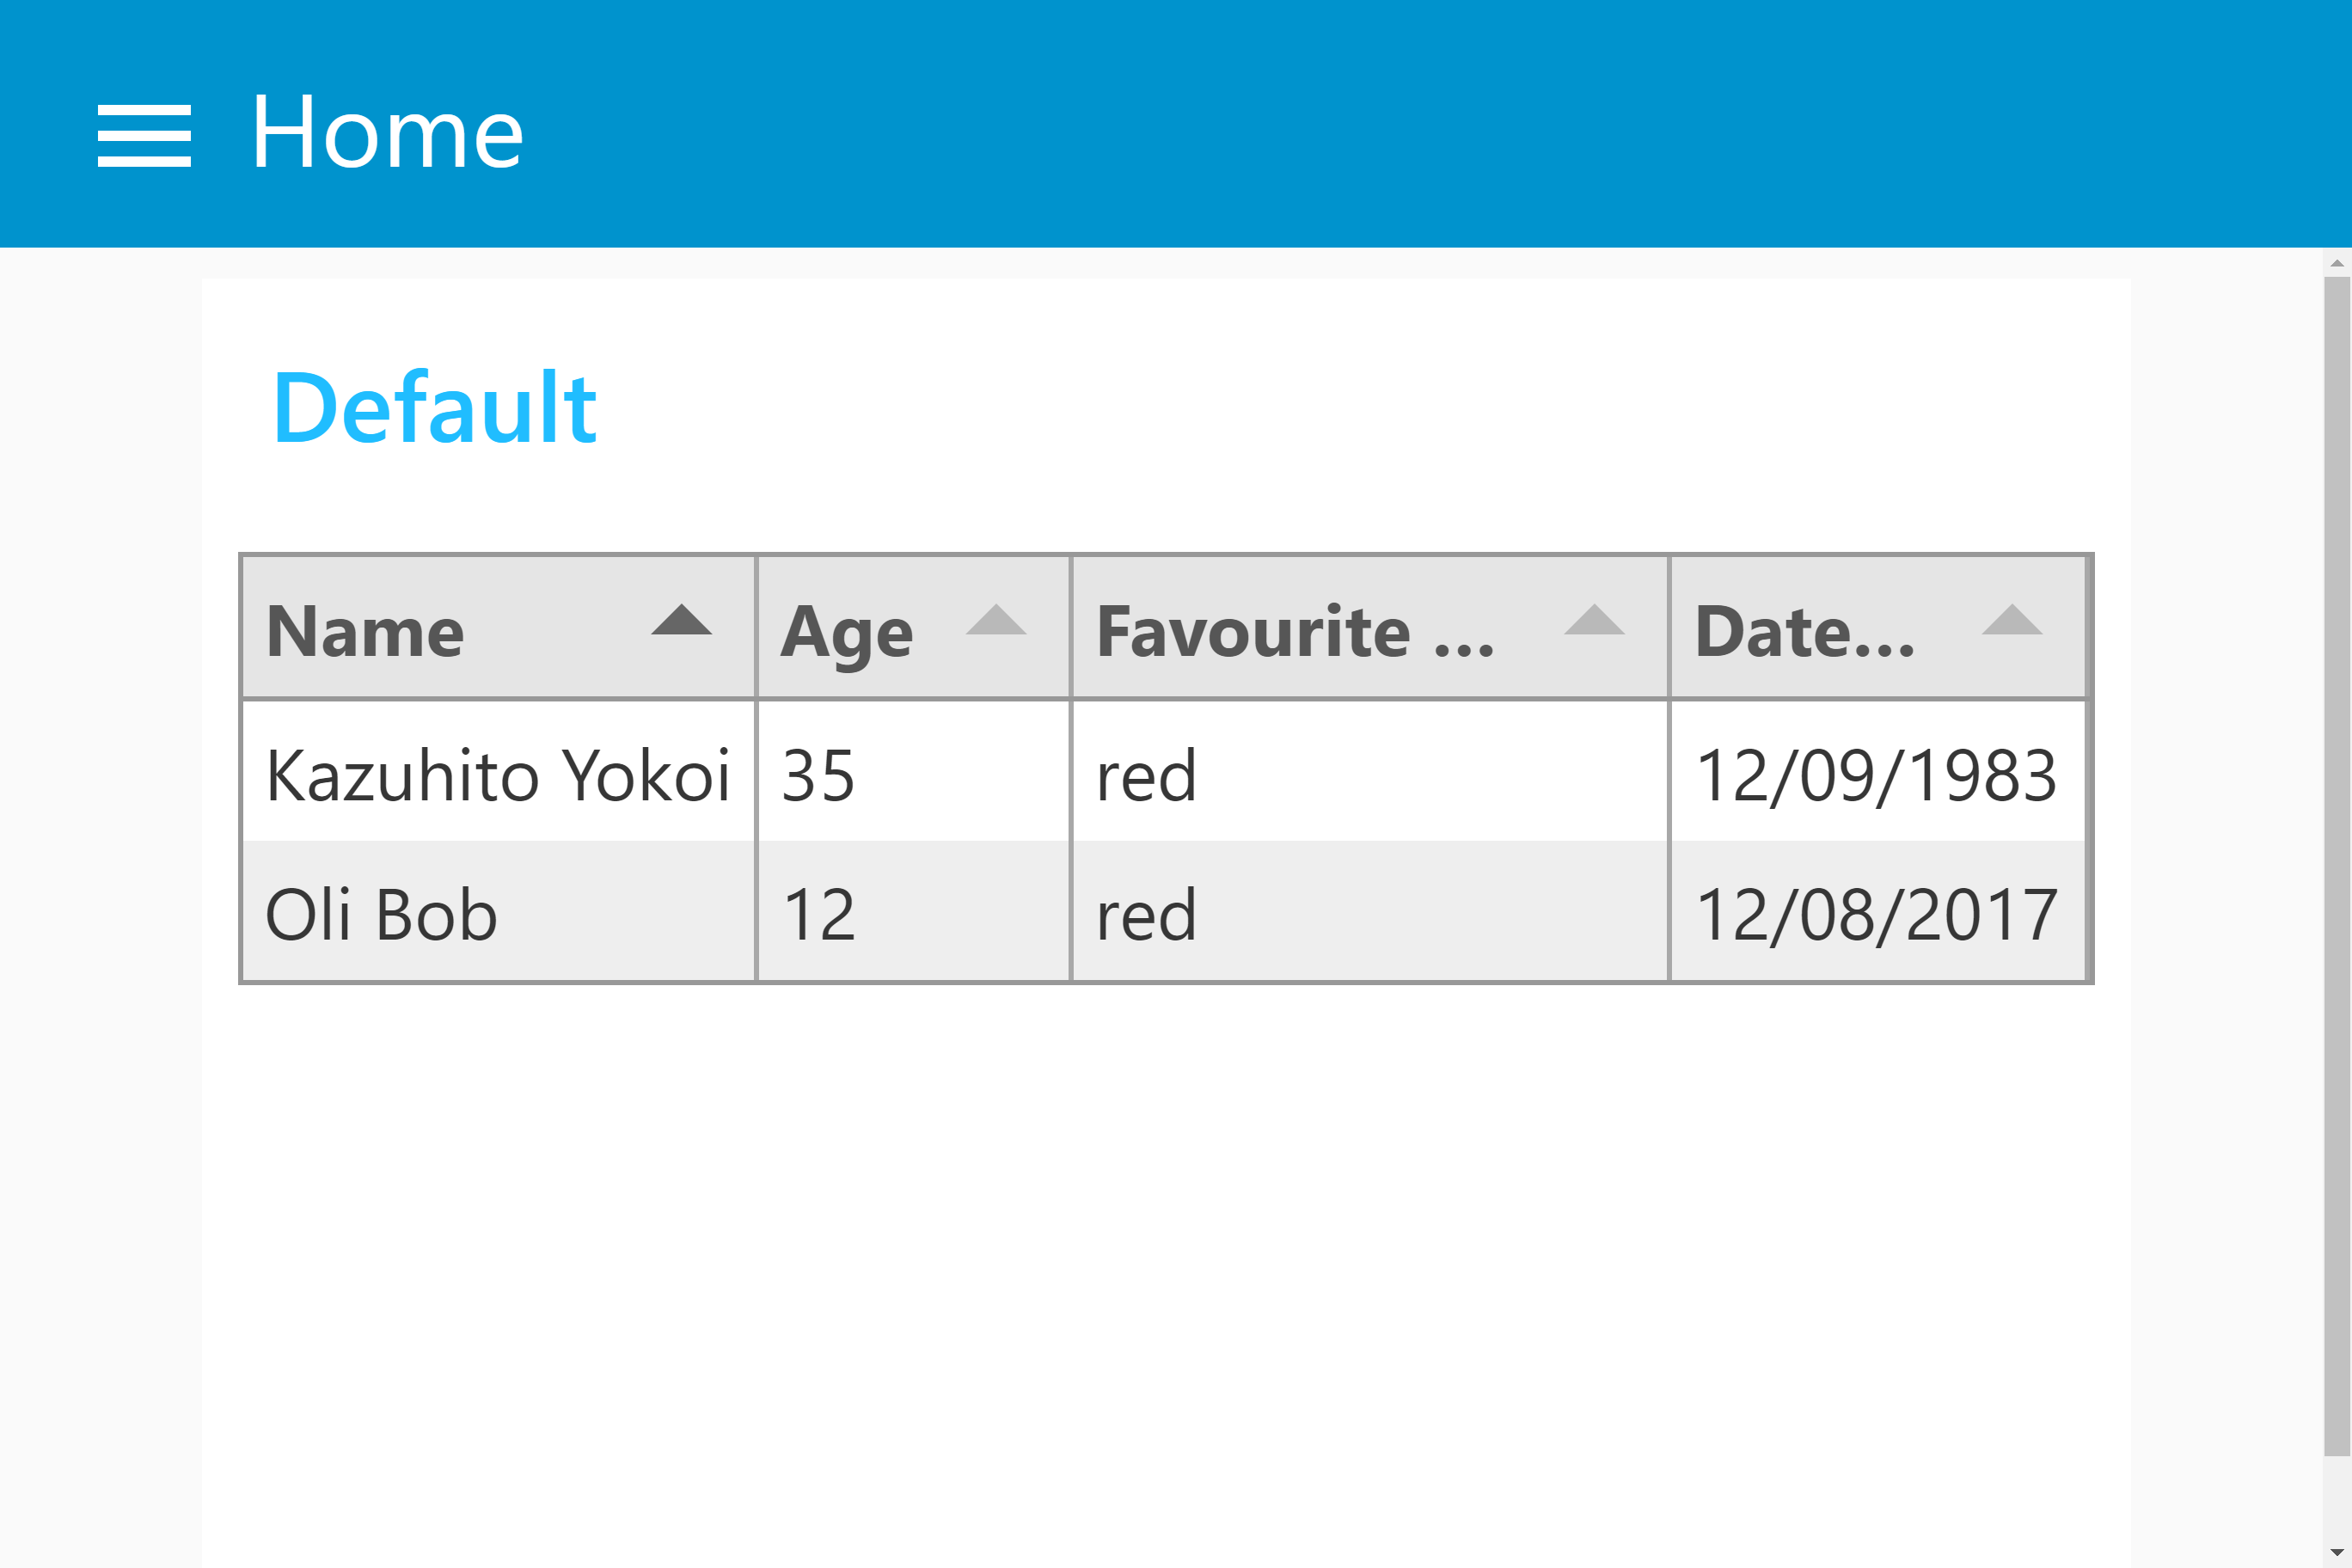 Home
Default
Name Age Favourite ... Date...
Kazuhito Yokoi 35 red 12/09/1983
Oli Bob 12 red 12/08/2017